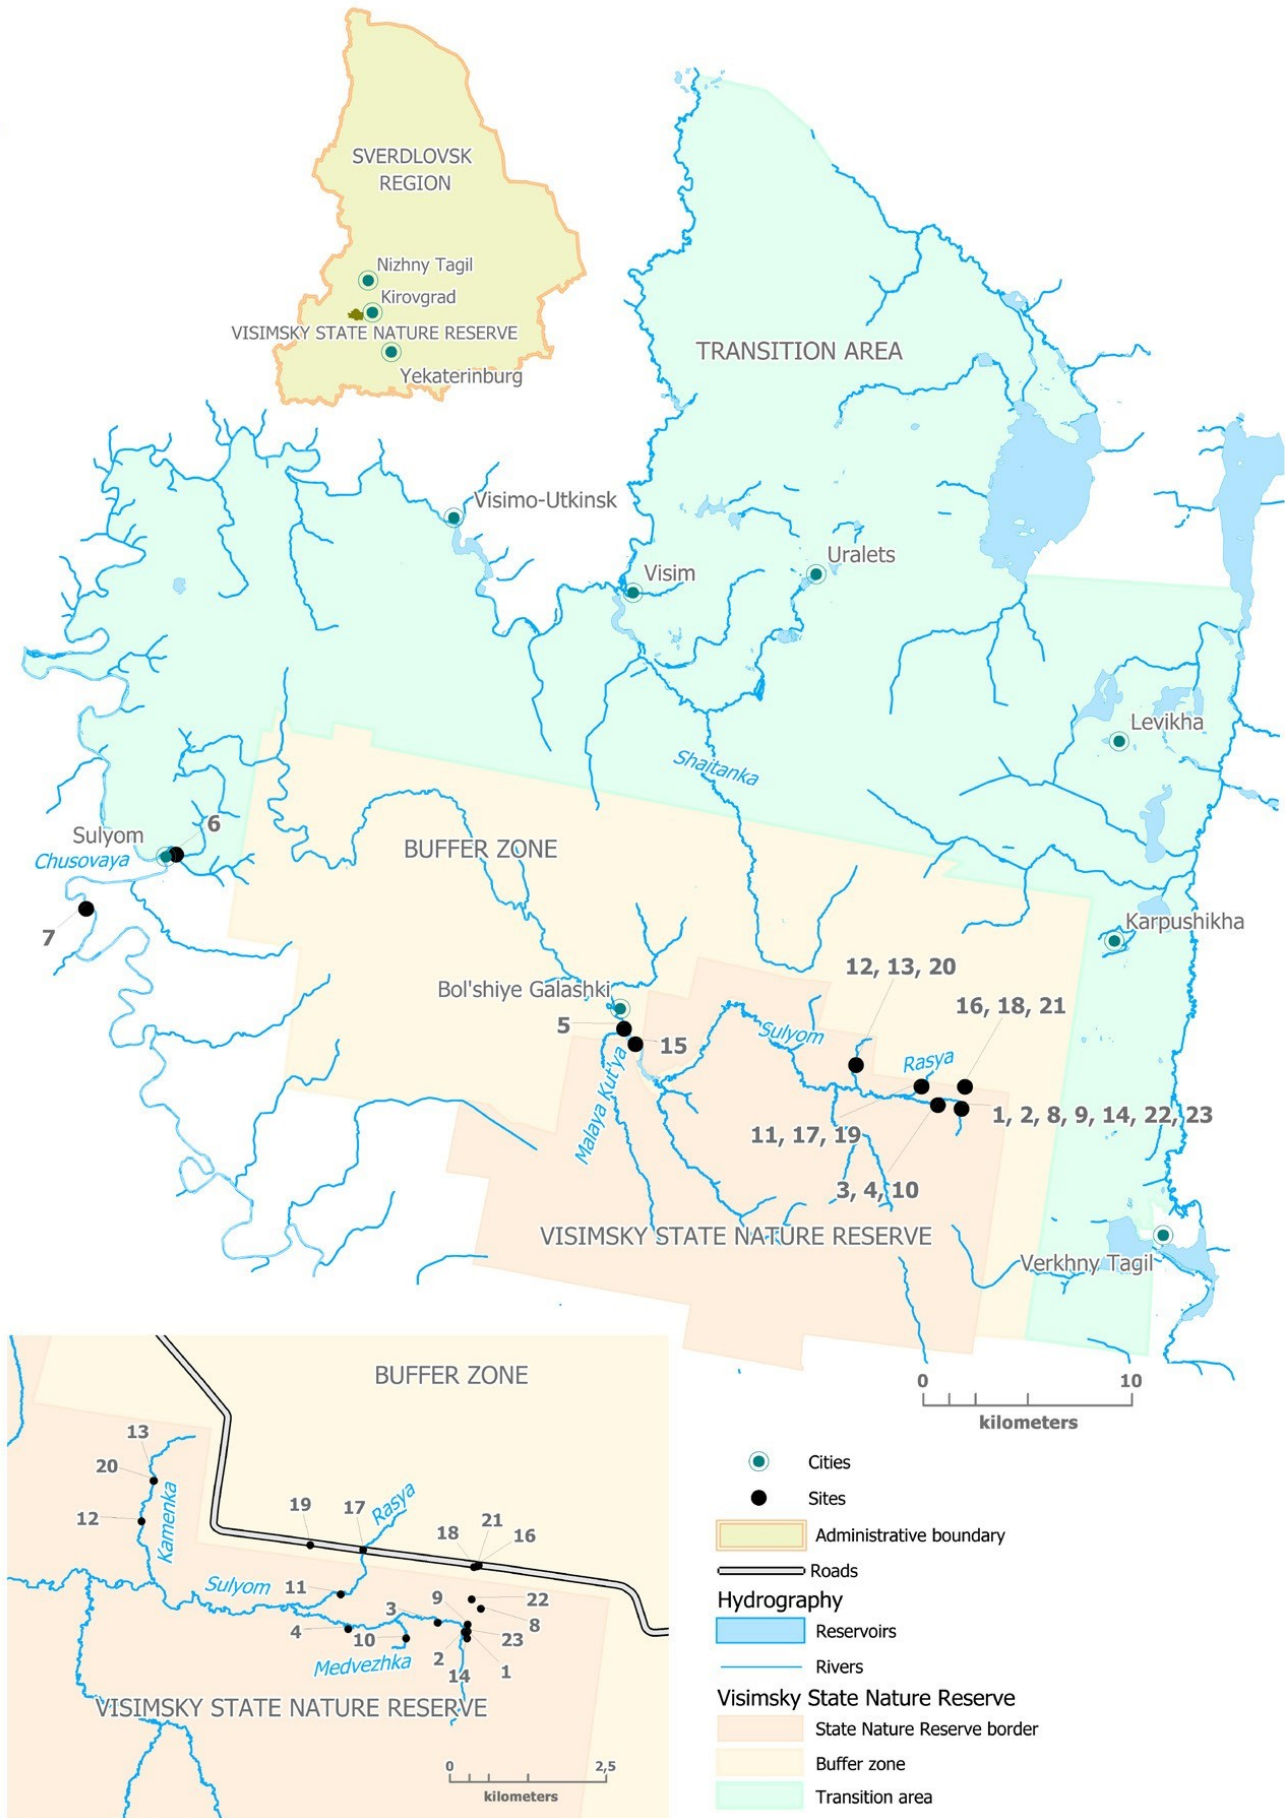 SVERDLOVSK
REGION
Nizhny Tagil
Kirovgrad
VISIMSKY STATE NATURE RESERVE
Yekaterinburg
TRANSITION AREA
Visimo-Utkinsk
Visim
Uralets
Levikha
Shaitanka
Sulyom
6
Chusovaya
BUFFER ZONE
7
Karpushikha
12, 13, 20
Bol'shiye Galashki
16, 18, 21
5
15
Sulyom
Rasya
Malaya Kut'ya
1, 2, 8, 9, 14, 22, 23
11, 17, 19
3, 4, 10
VISIMSKY STATE NATURE RESERVE
Verkhny Tagil
0 10
kilometers
BUFFER ZONE
13
20
12
Kamenka
19
17
Rasya
18
21
16
Sulyom
11
3
9
22
8
4
10
2
23
Medvezhka
14
1
VISIMSKY STATE NATURE RESERVE
0 2,5
kilometers
Cities
Sites
Administrative boundary
Roads
Hydrography
Reservoirs
Rivers
Visimsky State Nature Reserve
State Nature Reserve border
Buffer zone
Transition area